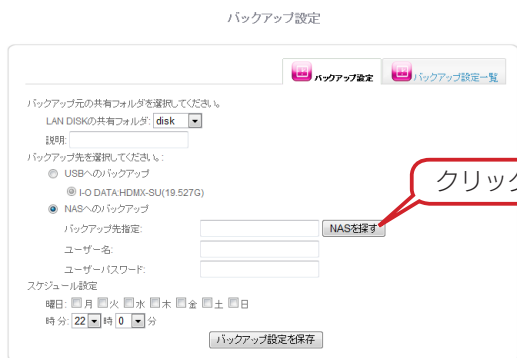 バックアップ設定
バックアップ設定 バックアップ設定一覧
バックアップ元の共有フォルダを選択してください。
LAN DISKの共有フォルダ: disk
説明:
バックアップ先を選択してください。:
USBへのバックアップ
I-O DATA:HDMX-SU(19.527G)
NASへのバックアップ
バックアップ先指定: NASを探す
クリック
ユーザー名:
ユーザーパスワード:
スケジュール設定
曜日: 月 火 水 木 金 土 日
時分: 22 時 0 分
バックアップ設定を保存